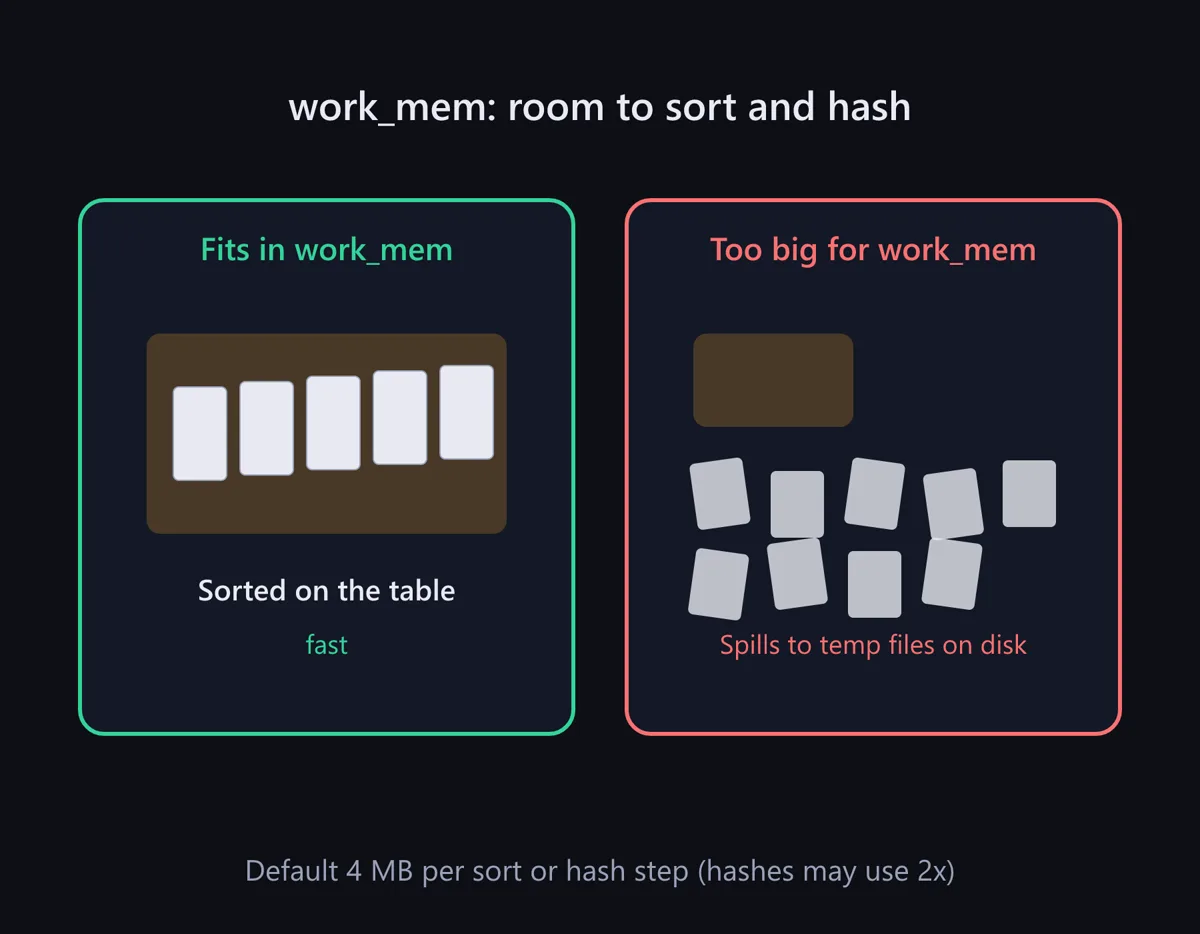 work_mem: room to sort and hash
Fits in work_mem
Too big for work_mem
Sorted on the table
fast
Spills to temp files on disk
Default 4 MB per sort or hash step (hashes may use 2x)